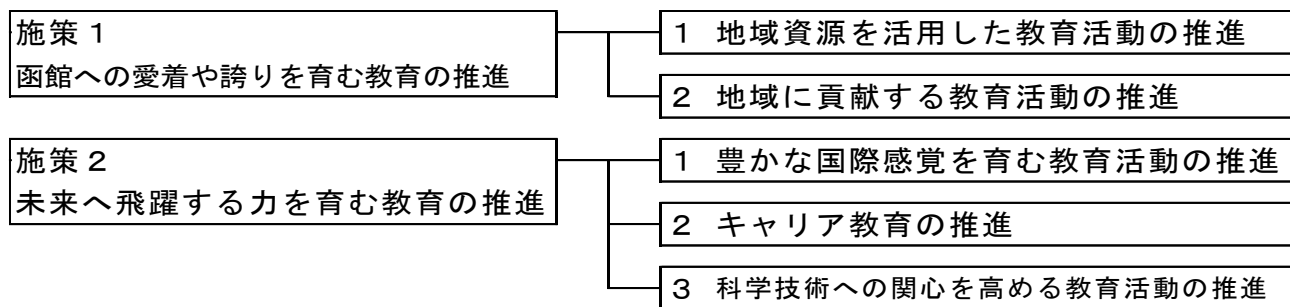 施策１
函館への愛着や誇りを育む教育の推進
１ 地域資源を活用した教育活動の推進
２ 地域に貢献する教育活動の推進
施策２
未来へ飛躍する力を育む教育の推進
１ 豊かな国際感覚を育む教育活動の推進
２ キャリア教育の推進
３ 科学技術への関心を高める教育活動の推進